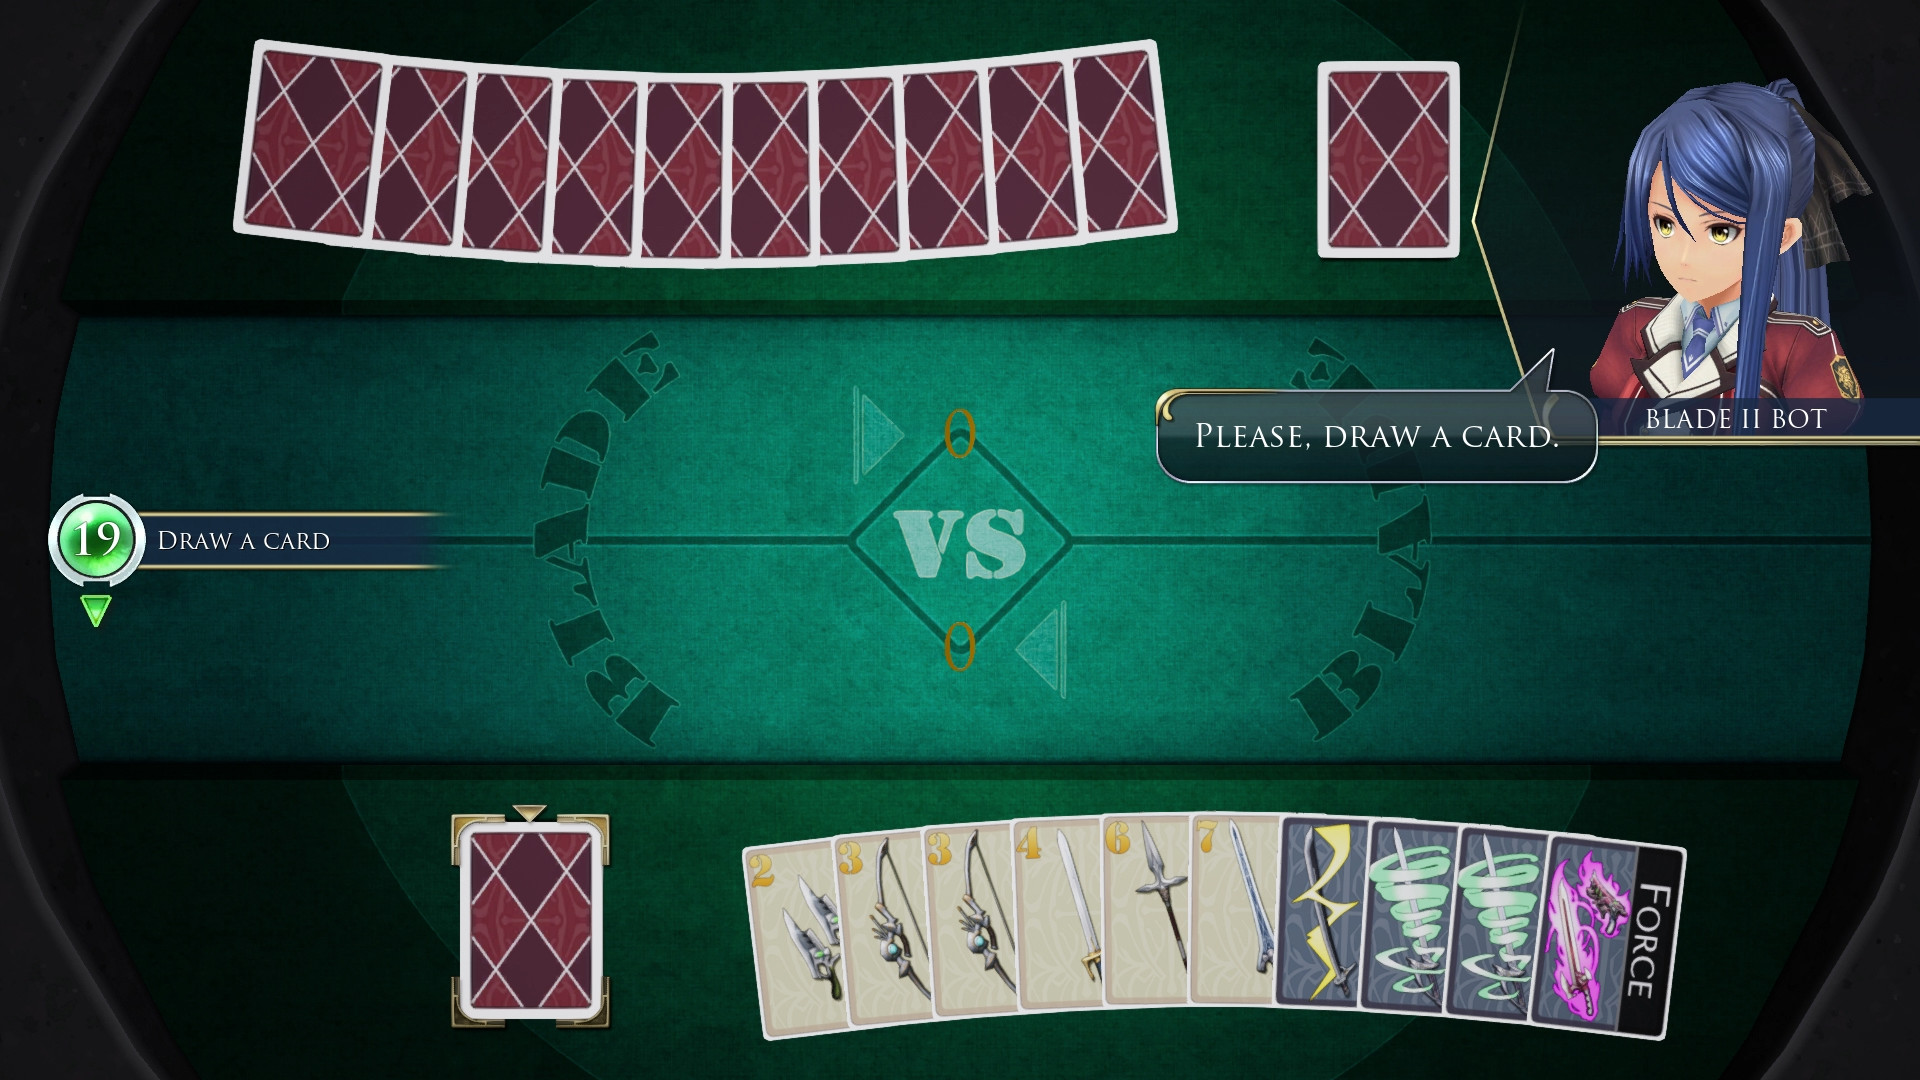 BLADE II BOT
PLEASE, DRAW A CARD.
0
BLADE
VS
BLADE
19
DRAW A CARD
0
2
3
3
4
6
7
FORCE